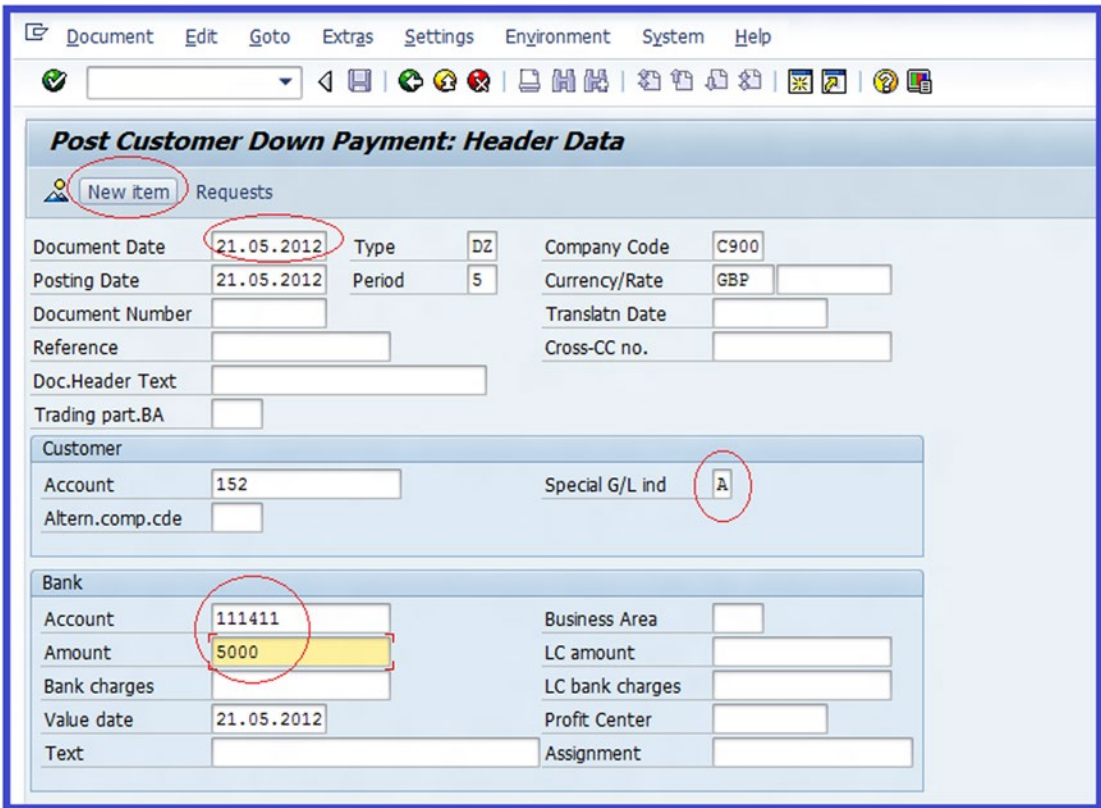 Document Edit Goto Extras Settings Environment System Help
Post Customer Down Payment: Header Data
New item Requests
Document Date 21.05.2012 Type DZ Company Code C900
Posting Date 21.05.2012 Period 5 Currency/Rate GBP
Document Number Translatn Date
Reference Cross-CC no.
Doc.Header Text
Trading part.BA
Customer
Account 152 Special G/L ind A
Altern.comp.cde
Bank
Account 111411 Business Area
Amount 5000 LC amount
Bank charges LC bank charges
Value date 21.05.2012 Profit Center
Text Assignment